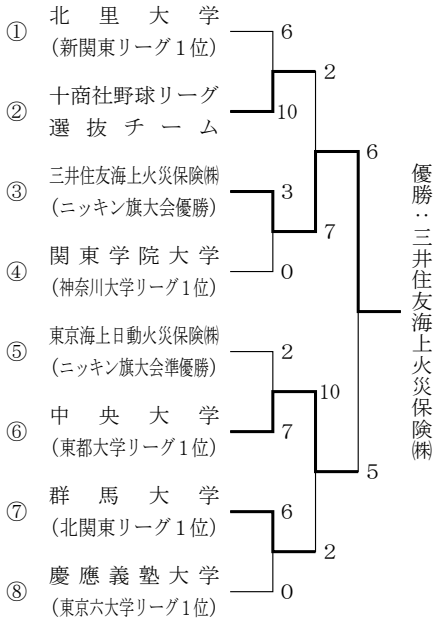 ① 北里大学
(新関東リーグ1位)
6
2
② 十商社野球リーグ
選抜チーム
10
6
③ 三井住友海上火災保険㈱
(ニッキン旗大会優勝)
3
7
④ 関東学院大学
(神奈川大学リーグ1位)
0
優勝：三井住友海上火災保険㈱
⑤ 東京海上日動火災保険㈱
(ニッキン旗大会準優勝)
2
10
⑥ 中央大学
(東都大学リーグ1位)
7
5
⑦ 群馬大学
(北関東リーグ1位)
6
2
⑧ 慶應義塾大学
(東京六大学リーグ1位)
0